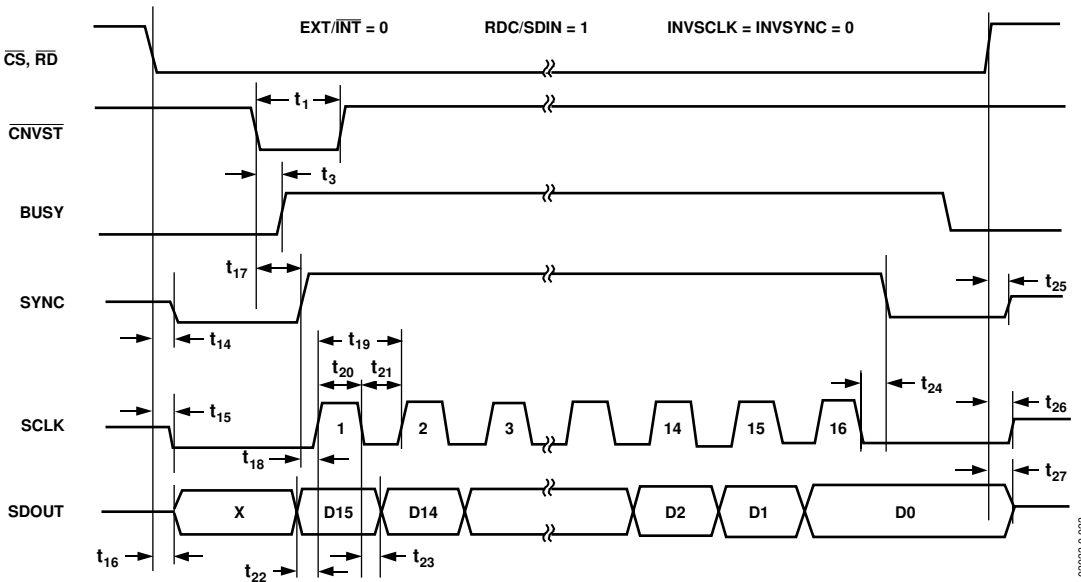 EXT/INT = 0 RDC/SDIN = 1 INVSCLK = INVSYNC = 0
CS, RD
t1
CNVST
t3
BUSY
t17
SYNC
t25
t14
t19
t20 t21
t24
t15
t26
SCLK
1 2 3 14 15 16
t18
t27
SDOUT
X D15 D14 D2 D1 D0
t16
t22
t23